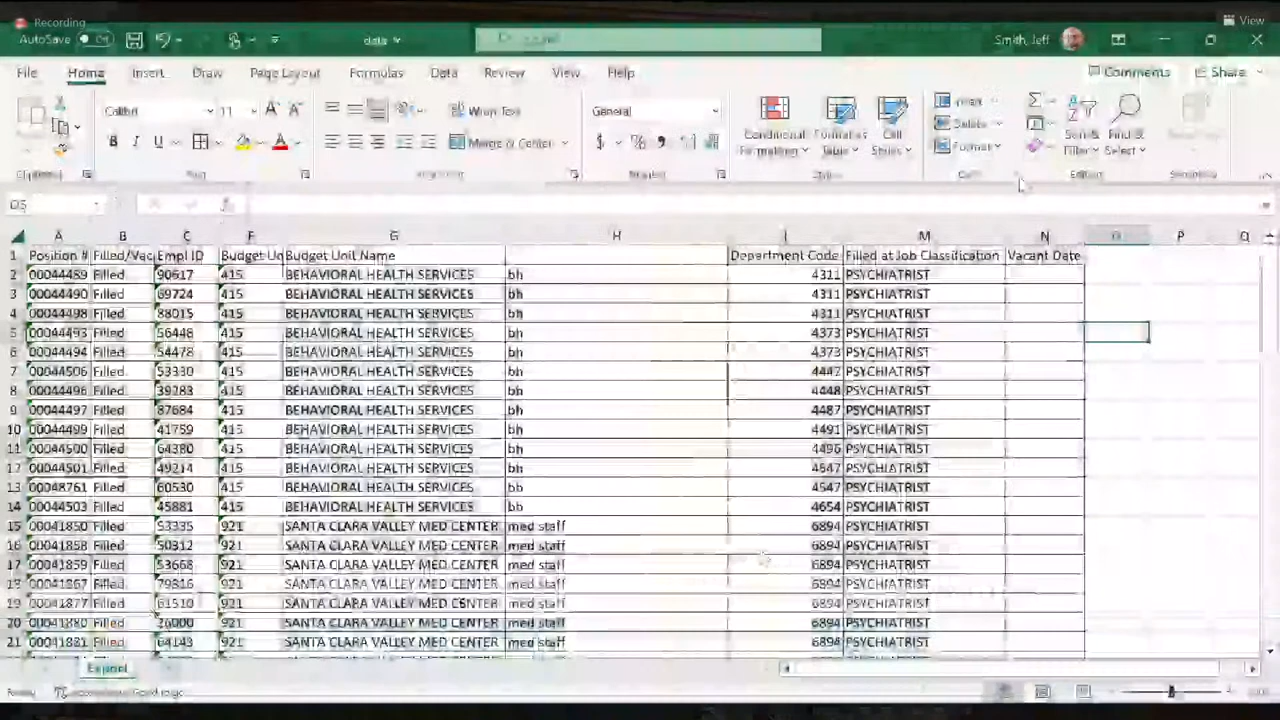 Recording
View
AutoSave Off data Smith, Jeff
File Home Insert Draw Page Layout Formulas Data Review View Help Comments Share
Calibri 11 Wrap Text General Conditional Cell Delete Sort & Find &
B I U Merge & Center $ % Formatting Table Styles Format Filter Select
A B C F G H M N P Q
1 Position # Filled/Vac Empl ID Budget Un Budget Unit Name Department Code Filled at Job Classification Vacant Date
2 00044489 Filled 90617 415 BEHAVIORAL HEALTH SERVICES bh 4311 PSYCHIATRIST
3 00044490 Filled 69724 415 BEHAVIORAL HEALTH SERVICES bh 4311 PSYCHIATRIST
4 00044498 Filled 88015 415 BEHAVIORAL HEALTH SERVICES bh 4311 PSYCHIATRIST
5 00044493 Filled 56448 415 BEHAVIORAL HEALTH SERVICES bh 4373 PSYCHIATRIST
6 00044494 Filled 54478 415 BEHAVIORAL HEALTH SERVICES bh 4373 PSYCHIATRIST
7 00044506 Filled 53330 415 BEHAVIORAL HEALTH SERVICES bh 4447 PSYCHIATRIST
8 00044496 Filled 39283 415 BEHAVIORAL HEALTH SERVICES bh 4448 PSYCHIATRIST
9 00044497 Filled 87684 415 BEHAVIORAL HEALTH SERVICES bh 4487 PSYCHIATRIST
10 00044499 Filled 41759 415 BEHAVIORAL HEALTH SERVICES bh 4491 PSYCHIATRIST
11 00044500 Filled 64380 415 BEHAVIORAL HEALTH SERVICES bh 4496 PSYCHIATRIST
12 00044501 Filled 49214 415 BEHAVIORAL HEALTH SERVICES bh 4547 PSYCHIATRIST
13 00048761 Filled 60530 415 BEHAVIORAL HEALTH SERVICES bh 4547 PSYCHIATRIST
14 00044503 Filled 45881 415 BEHAVIORAL HEALTH SERVICES bh 4654 PSYCHIATRIST
15 00041850 Filled 53335 921 SANTA CLARA VALLEY MED CENTER med staff 6894 PSYCHIATRIST
16 00041858 Filled 50312 921 SANTA CLARA VALLEY MED CENTER med staff 6894 PSYCHIATRIST
17 00041859 Filled 53668 921 SANTA CLARA VALLEY MED CENTER med staff 6894 PSYCHIATRIST
18 00041867 Filled 79816 921 SANTA CLARA VALLEY MED CENTER med staff 6894 PSYCHIATRIST
19 00041877 Filled 61510 921 SANTA CLARA VALLEY MED CENTER med staff 6894 PSYCHIATRIST
20 00041880 Filled 26000 921 SANTA CLARA VALLEY MED CENTER med staff 6894 PSYCHIATRIST
21 00041881 Filled 64143 921 SANTA CLARA VALLEY MED CENTER med staff 6894 PSYCHIATRIST
Export